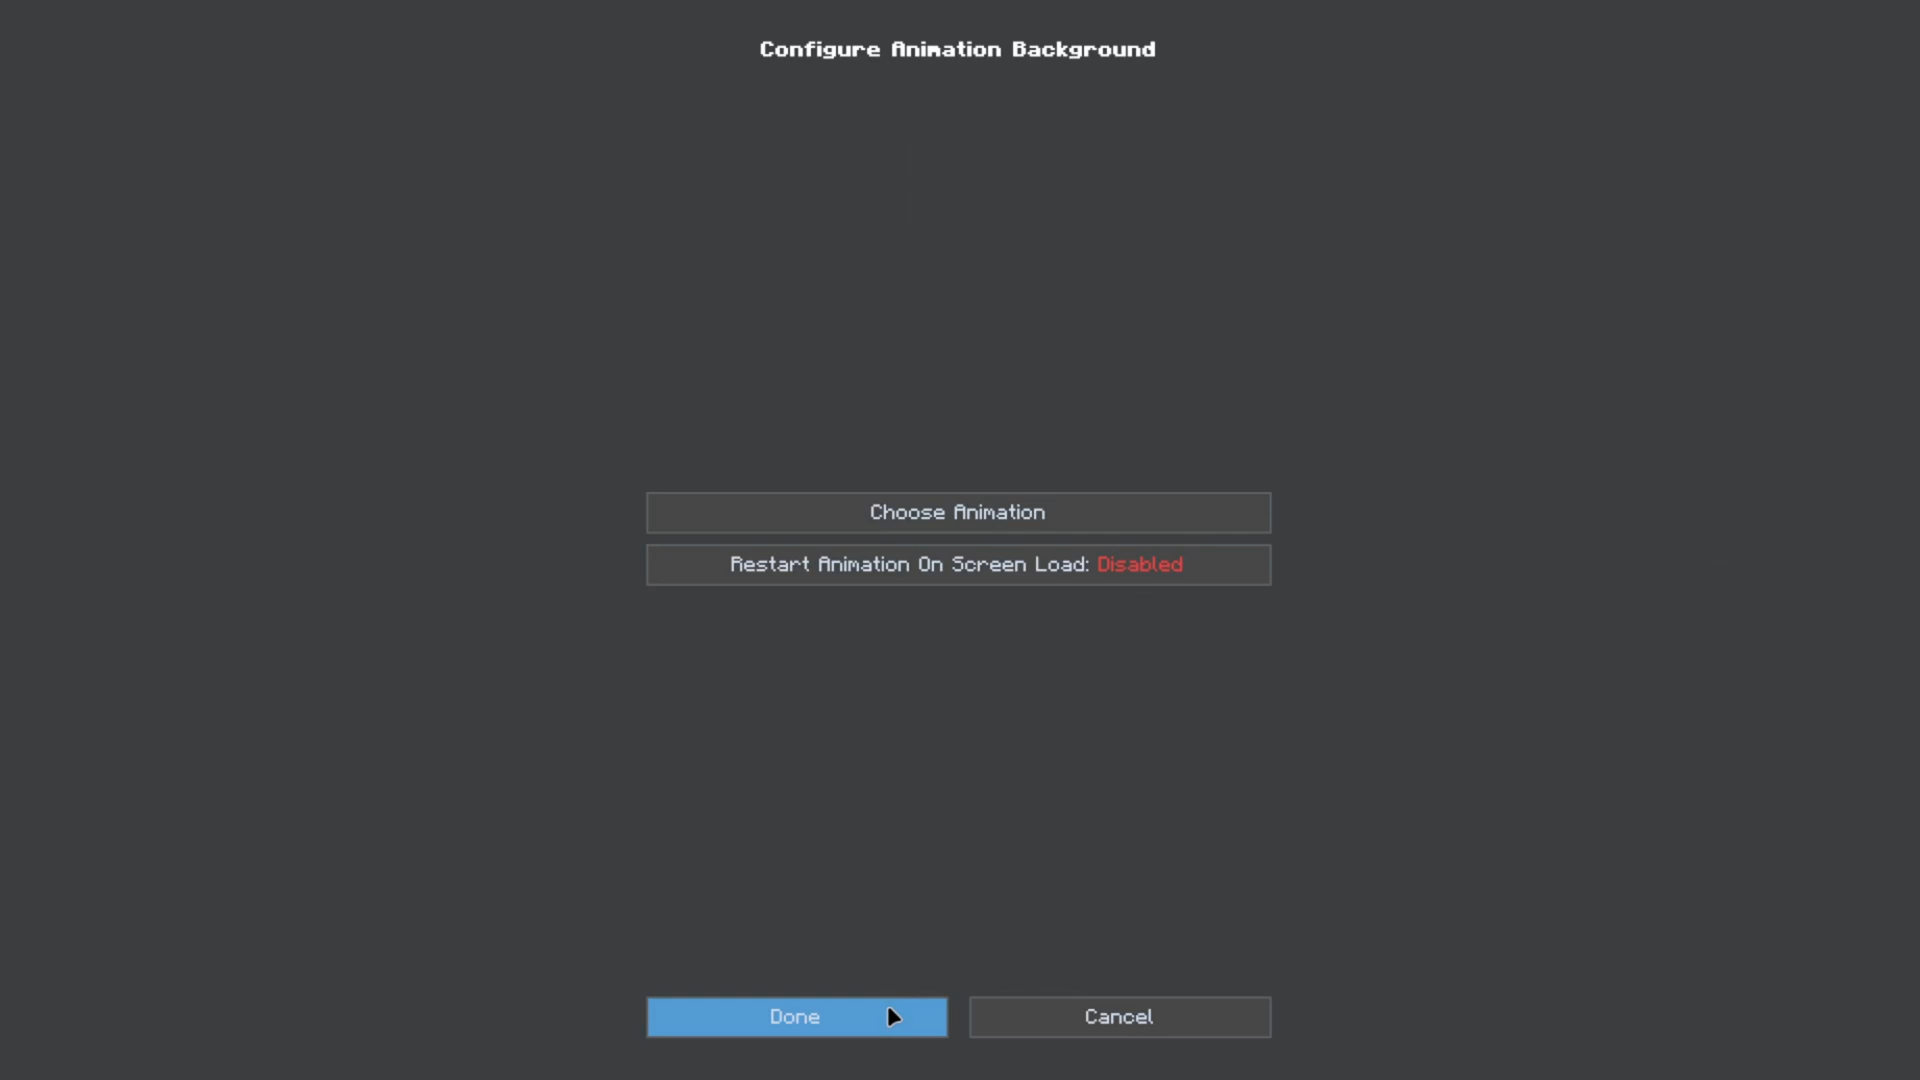 Configure Animation Background
Choose Animation
Restart Animation On Screen Load: Disabled
Done
Cancel